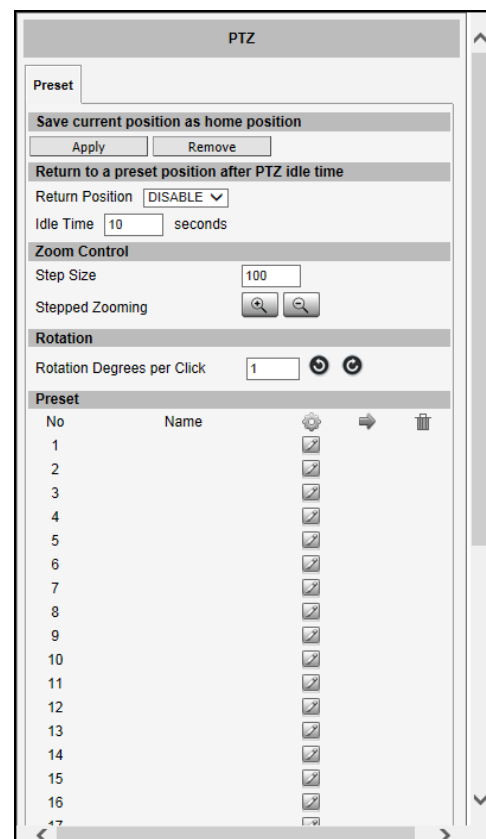 PTZ
Preset
Save current position as home position
Apply Remove
Return to a preset position after PTZ idle time
Return Position DISABLE
Idle Time 10 seconds
Zoom Control
Step Size 100
Stepped Zooming
Rotation
Rotation Degrees per Click 1
Preset
No Name
1
2
3
4
5
6
7
8
9
10
11
12
13
14
15
16
17